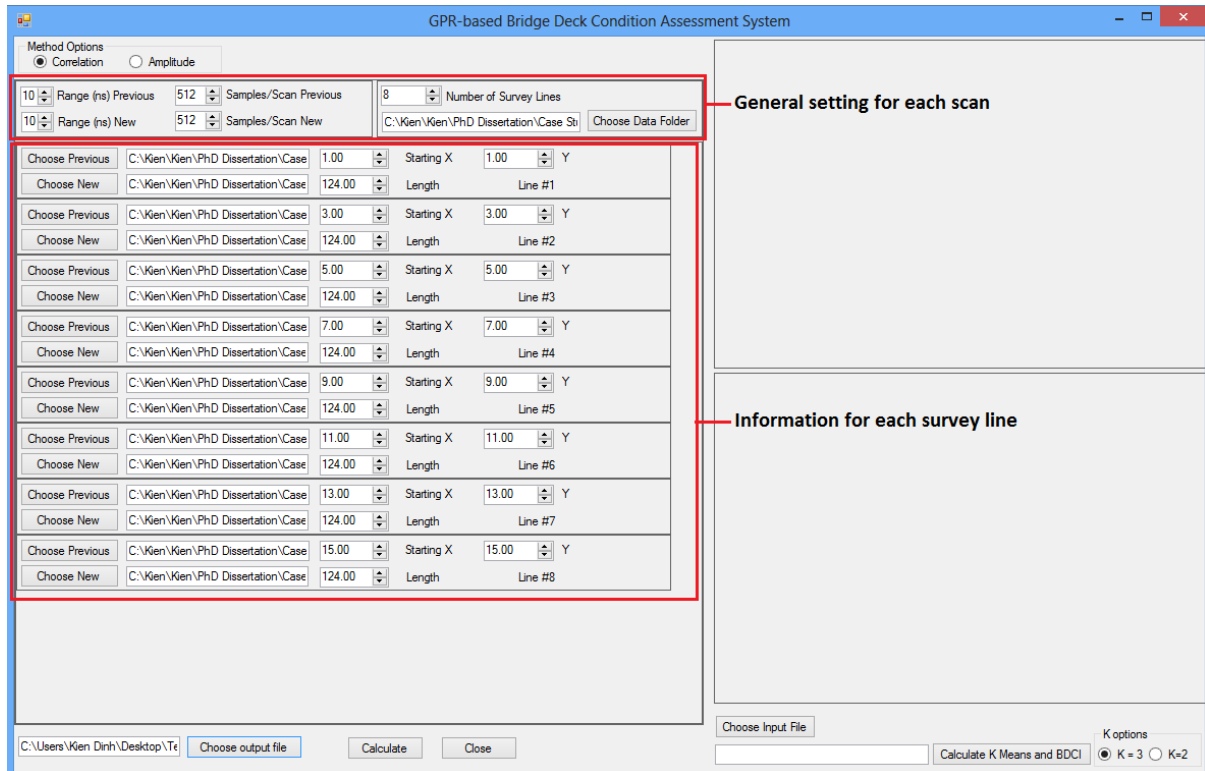 GPR-based Bridge Deck Condition Assessment System
Method Options
Correlation Amplitude
10 Range (ns) Previous 512 Samples/Scan Previous 8 Number of Survey Lines
10 Range (ns) New 512 Samples/Scan New C:\Kien\Kien\PhD Dissertation\Case Stu Choose Data Folder
General setting for each scan
Choose Previous C:\Kien\Kien\PhD Dissertation\Case 1.00 Starting X 1.00 Y
Choose New C:\Kien\Kien\PhD Dissertation\Case 124.00 Length Line #1
Choose Previous C:\Kien\Kien\PhD Dissertation\Case 3.00 Starting X 3.00 Y
Choose New C:\Kien\Kien\PhD Dissertation\Case 124.00 Length Line #2
Choose Previous C:\Kien\Kien\PhD Dissertation\Case 5.00 Starting X 5.00 Y
Choose New C:\Kien\Kien\PhD Dissertation\Case 124.00 Length Line #3
Choose Previous C:\Kien\Kien\PhD Dissertation\Case 7.00 Starting X 7.00 Y
Choose New C:\Kien\Kien\PhD Dissertation\Case 124.00 Length Line #4
Choose Previous C:\Kien\Kien\PhD Dissertation\Case 9.00 Starting X 9.00 Y
Choose New C:\Kien\Kien\PhD Dissertation\Case 124.00 Length Line #5
Information for each survey line
Choose Previous C:\Kien\Kien\PhD Dissertation\Case 11.00 Starting X 11.00 Y
Choose New C:\Kien\Kien\PhD Dissertation\Case 124.00 Length Line #6
Choose Previous C:\Kien\Kien\PhD Dissertation\Case 13.00 Starting X 13.00 Y
Choose New C:\Kien\Kien\PhD Dissertation\Case 124.00 Length Line #7
Choose Previous C:\Kien\Kien\PhD Dissertation\Case 15.00 Starting X 15.00 Y
Choose New C:\Kien\Kien\PhD Dissertation\Case 124.00 Length Line #8
C:\Users\Kien Dinh\Desktop\Te Choose output file Calculate Close
Choose Input File
K options
Calculate K Means and BDCI K = 3 K=2